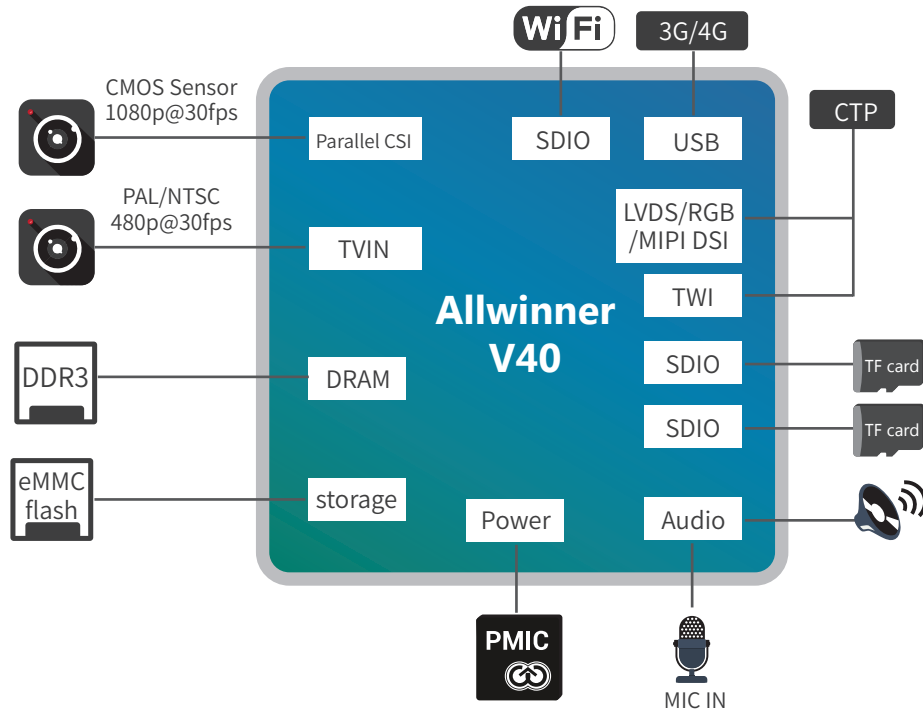 WiFi
3G/4G
CMOS Sensor
1080p@30fps
CTP
Parallel CSI
SDIO
USB
PAL/NTSC
480p@30fps
LVDS/RGB
/MIPI DSI
TVIN
TWI
Allwinner
V40
DDR3
DRAM
SDIO
TF card
SDIO
TF card
eMMC
flash
storage
Power
Audio
PMIC
MIC IN